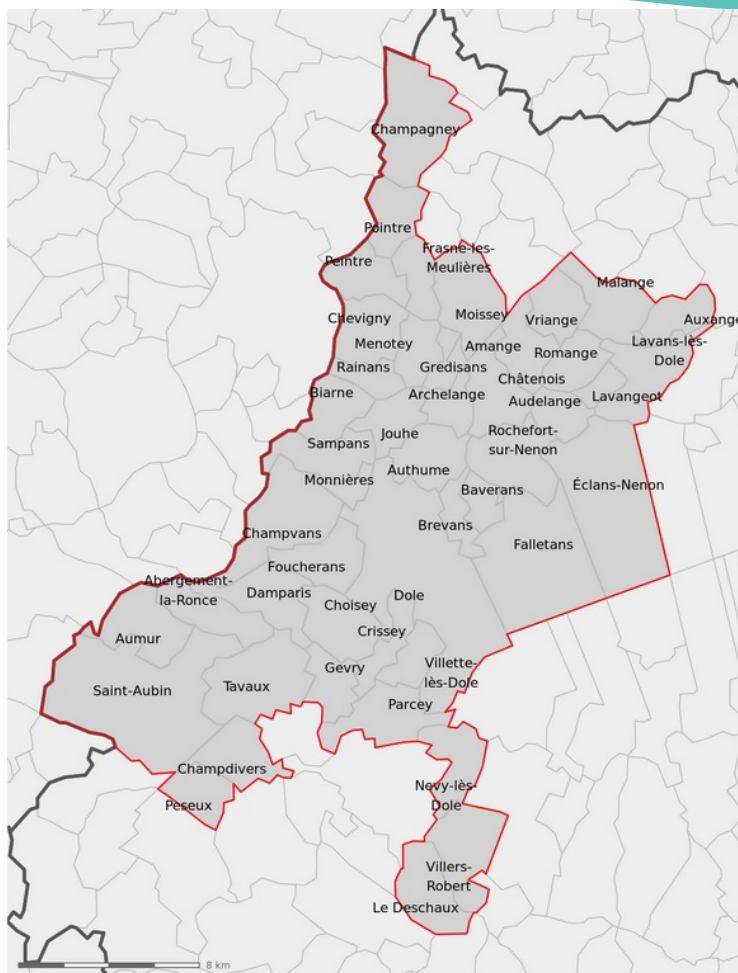 Champagney
Pointre
Frasne-les-
Meulières
Peintre
Malange
Chevigny
Moissey
Vriange
Auxange
Menotey
Amange
Romange
Lavans-lès-
Dole
Rainans
Gredisans
Châtenois
Biarne
Archelange
Audelange
Lavangeot
Sampans
Jouhe
Rochefort-
sur-Nenon
Monnières
Authume
Baverans
Éclans-Nenon
Champvans
Brevans
Falletans
Foucherans
Abergement-
la-Ronce
Damparis
Choisey
Dole
Aumur
Crissey
Saint-Aubin
Tavaux
Gevry
Villette-
lès-Dole
Parcey
Champdivers
Peseux
Nevy-lès-
Dole
Villers-
Robert
Le Deschaux
8 km